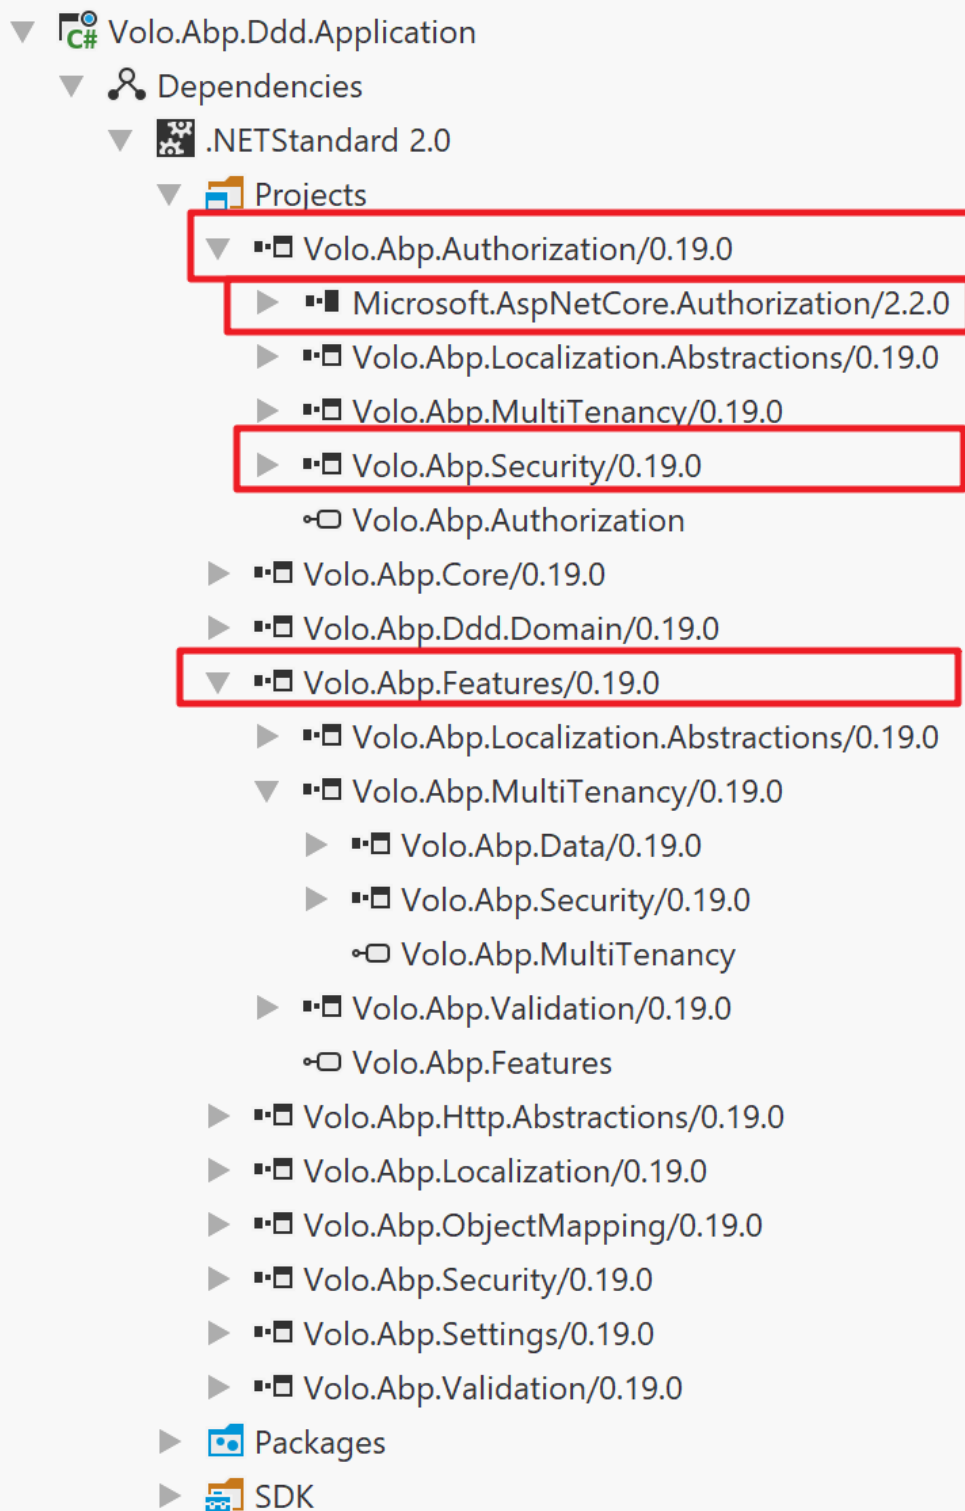 C# Volo.Abp.Ddd.Application
Dependencies
.NETStandard 2.0
Projects
Volo.Abp.Authorization/0.19.0
Microsoft.AspNetCore.Authorization/2.2.0
Volo.Abp.Localization.Abstractions/0.19.0
Volo.Abp.MultiTenancy/0.19.0
Volo.Abp.Security/0.19.0
Volo.Abp.Authorization
Volo.Abp.Core/0.19.0
Volo.Abp.Ddd.Domain/0.19.0
Volo.Abp.Features/0.19.0
Volo.Abp.Localization.Abstractions/0.19.0
Volo.Abp.MultiTenancy/0.19.0
Volo.Abp.Data/0.19.0
Volo.Abp.Security/0.19.0
Volo.Abp.MultiTenancy
Volo.Abp.Validation/0.19.0
Volo.Abp.Features
Volo.Abp.Http.Abstractions/0.19.0
Volo.Abp.Localization/0.19.0
Volo.Abp.ObjectMapping/0.19.0
Volo.Abp.Security/0.19.0
Volo.Abp.Settings/0.19.0
Volo.Abp.Validation/0.19.0
Packages
SDK